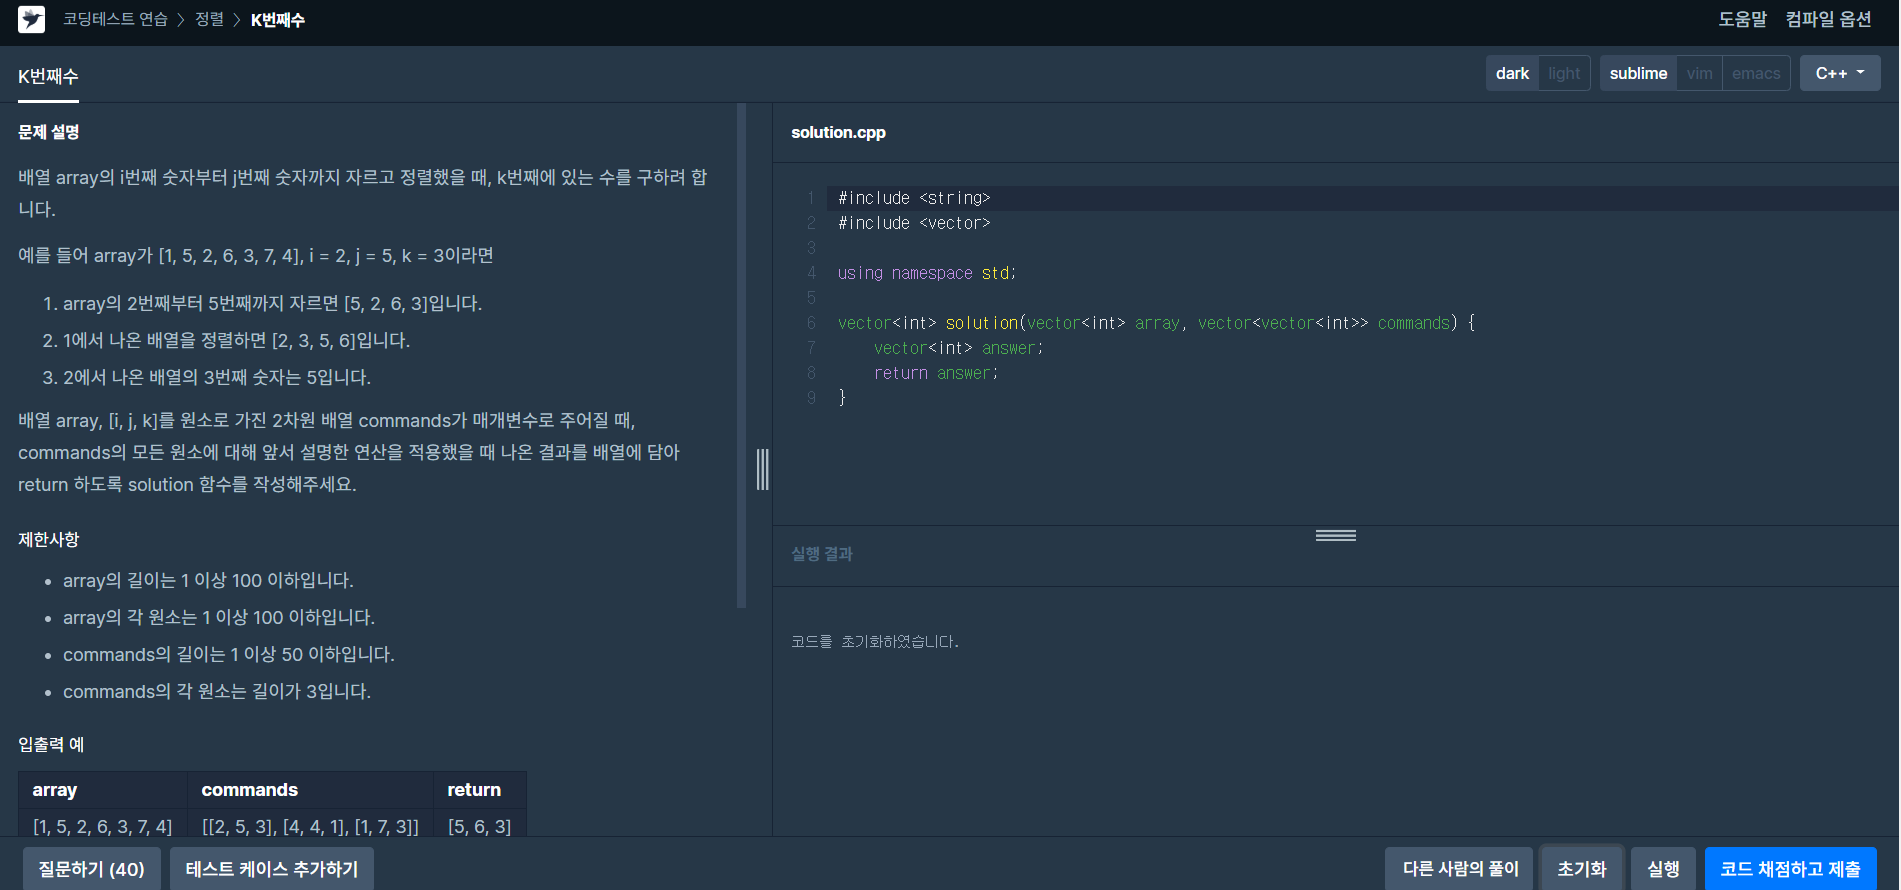 코딩테스트 연습 > 정렬 > K번째수
도움말 컴파일 옵션
K번째수
dark light sublime vim emacs C++
문제 설명
배열 array의 i번째 숫자부터 j번째 숫자까지 자르고 정렬했을 때, k번째에 있는 수를 구하려 합
니다.
예를 들어 array가 [1, 5, 2, 6, 3, 7, 4], i = 2, j = 5, k = 3이라면
1. array의 2번째부터 5번째까지 자르면 [5, 2, 6, 3]입니다.
2. 1에서 나온 배열을 정렬하면 [2, 3, 5, 6]입니다.
3. 2에서 나온 배열의 3번째 숫자는 5입니다.
배열 array, [i, j, k]를 원소로 가진 2차원 배열 commands가 매개변수로 주어질 때,
commands의 모든 원소에 대해 앞서 설명한 연산을 적용했을 때 나온 결과를 배열에 담아
return 하도록 solution 함수를 작성해주세요.
제한사항
• array의 길이는 1 이상 100 이하입니다.
• array의 각 원소는 1 이상 100 이하입니다.
• commands의 길이는 1 이상 50 이하입니다.
• commands의 각 원소는 길이가 3입니다.
입출력 예
array commands return
[1, 5, 2, 6, 3, 7, 4] [[2, 5, 3], [4, 4, 1], [1, 7, 3]] [5, 6, 3]
solution.cpp
1 #include <string>
2 #include <vector>
3
4 using namespace std;
5
6 vector<int> solution(vector<int> array, vector<vector<int>> commands) {
7     vector<int> answer;
8     return answer;
9 }
실행 결과
코드를 초기화하였습니다.
질문하기 (40) 테스트 케이스 추가하기 다른 사람의 풀이 초기화 실행 코드 채점하고 제출